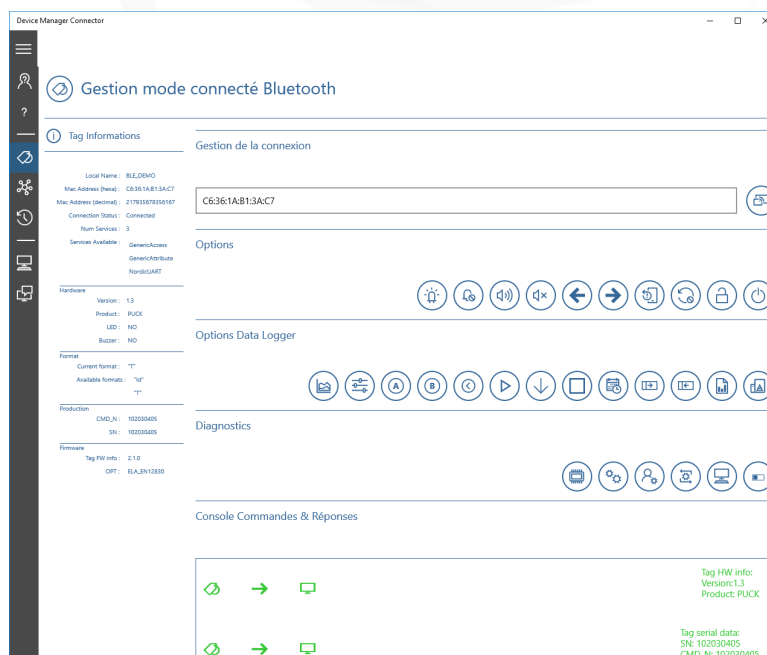 Device Manager Connector
Gestion mode connecté Bluetooth
?
i Tag Informations
Local Name : BLE_DEMO
Mac Address (hexa) : C6:36:1A:B1:3A:C7
Mac Address (decimal) : 217935678356167
Connection Status : Connected
Num Services : 3
Services Available : GenericAccess
GenericAttribute
NordicUART
Hardware
Version : 1.3
Product : PUCK
LED : NO
Buzzer : NO
Format
Current format : "T"
Available formats : "Id"
"T"
Production
CMD_N : 102030405
SN : 102030405
Firmware
Tag FW info : 2.1.0
OPT : ELA_EN12830
Gestion de la connexion
C6:36:1A:B1:3A:C7
Options
Options Data Logger
A B
Diagnostics
Console Commandes & Réponses
Tag HW info:
Version:1.3
Product: PUCK
Tag serial data:
SN: 102030405
CMD_N: 102030405